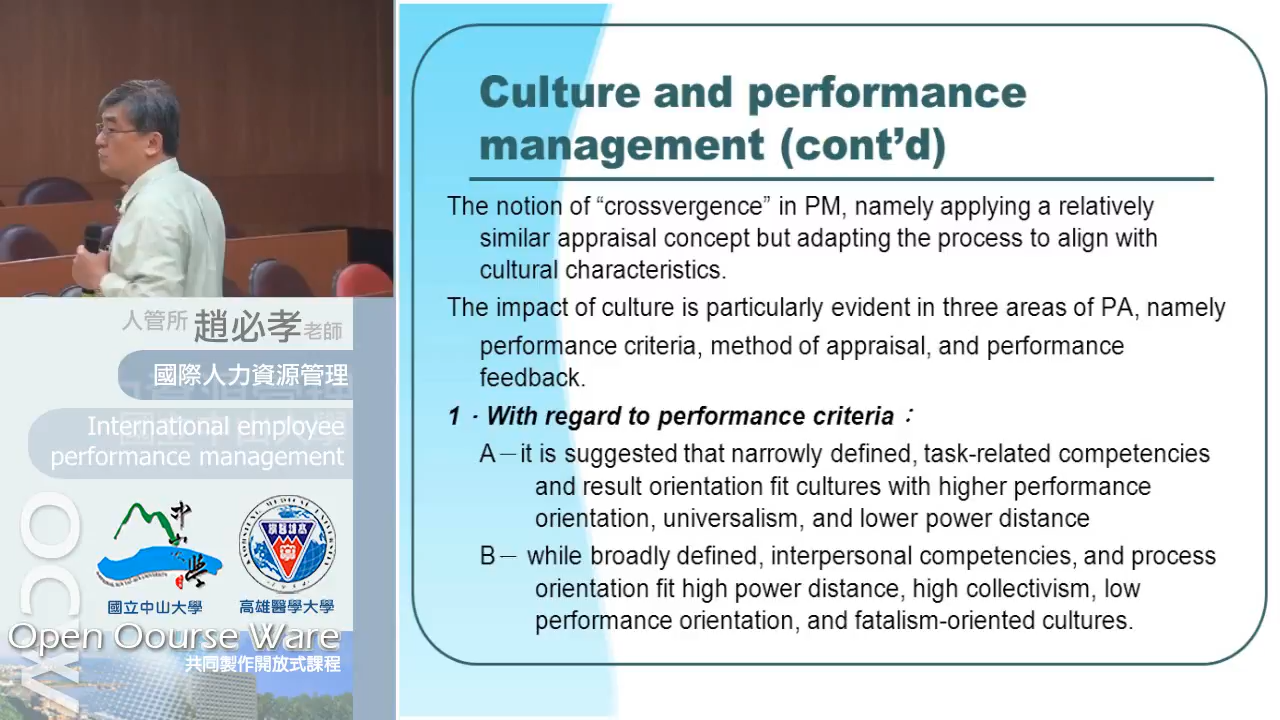 Culture and performance
management (cont’d)
The notion of “crossvergence” in PM, namely applying a relatively
similar appraisal concept but adapting the process to align with
cultural characteristics.
The impact of culture is particularly evident in three areas of PA, namely
performance criteria, method of appraisal, and performance
feedback.
1．With regard to performance criteria：
A－it is suggested that narrowly defined, task-related competencies
and result orientation fit cultures with higher performance
orientation, universalism, and lower power distance
B－ while broadly defined, interpersonal competencies, and process
orientation fit high power distance, high collectivism, low
performance orientation, and fatalism-oriented cultures.
人管所 趙必孝老師
國際人力資源管理
International employee
performance management
中山大學
國立中山大學
高雄醫學大學
OCW
Open Oourse Ware
共同製作開放式課程